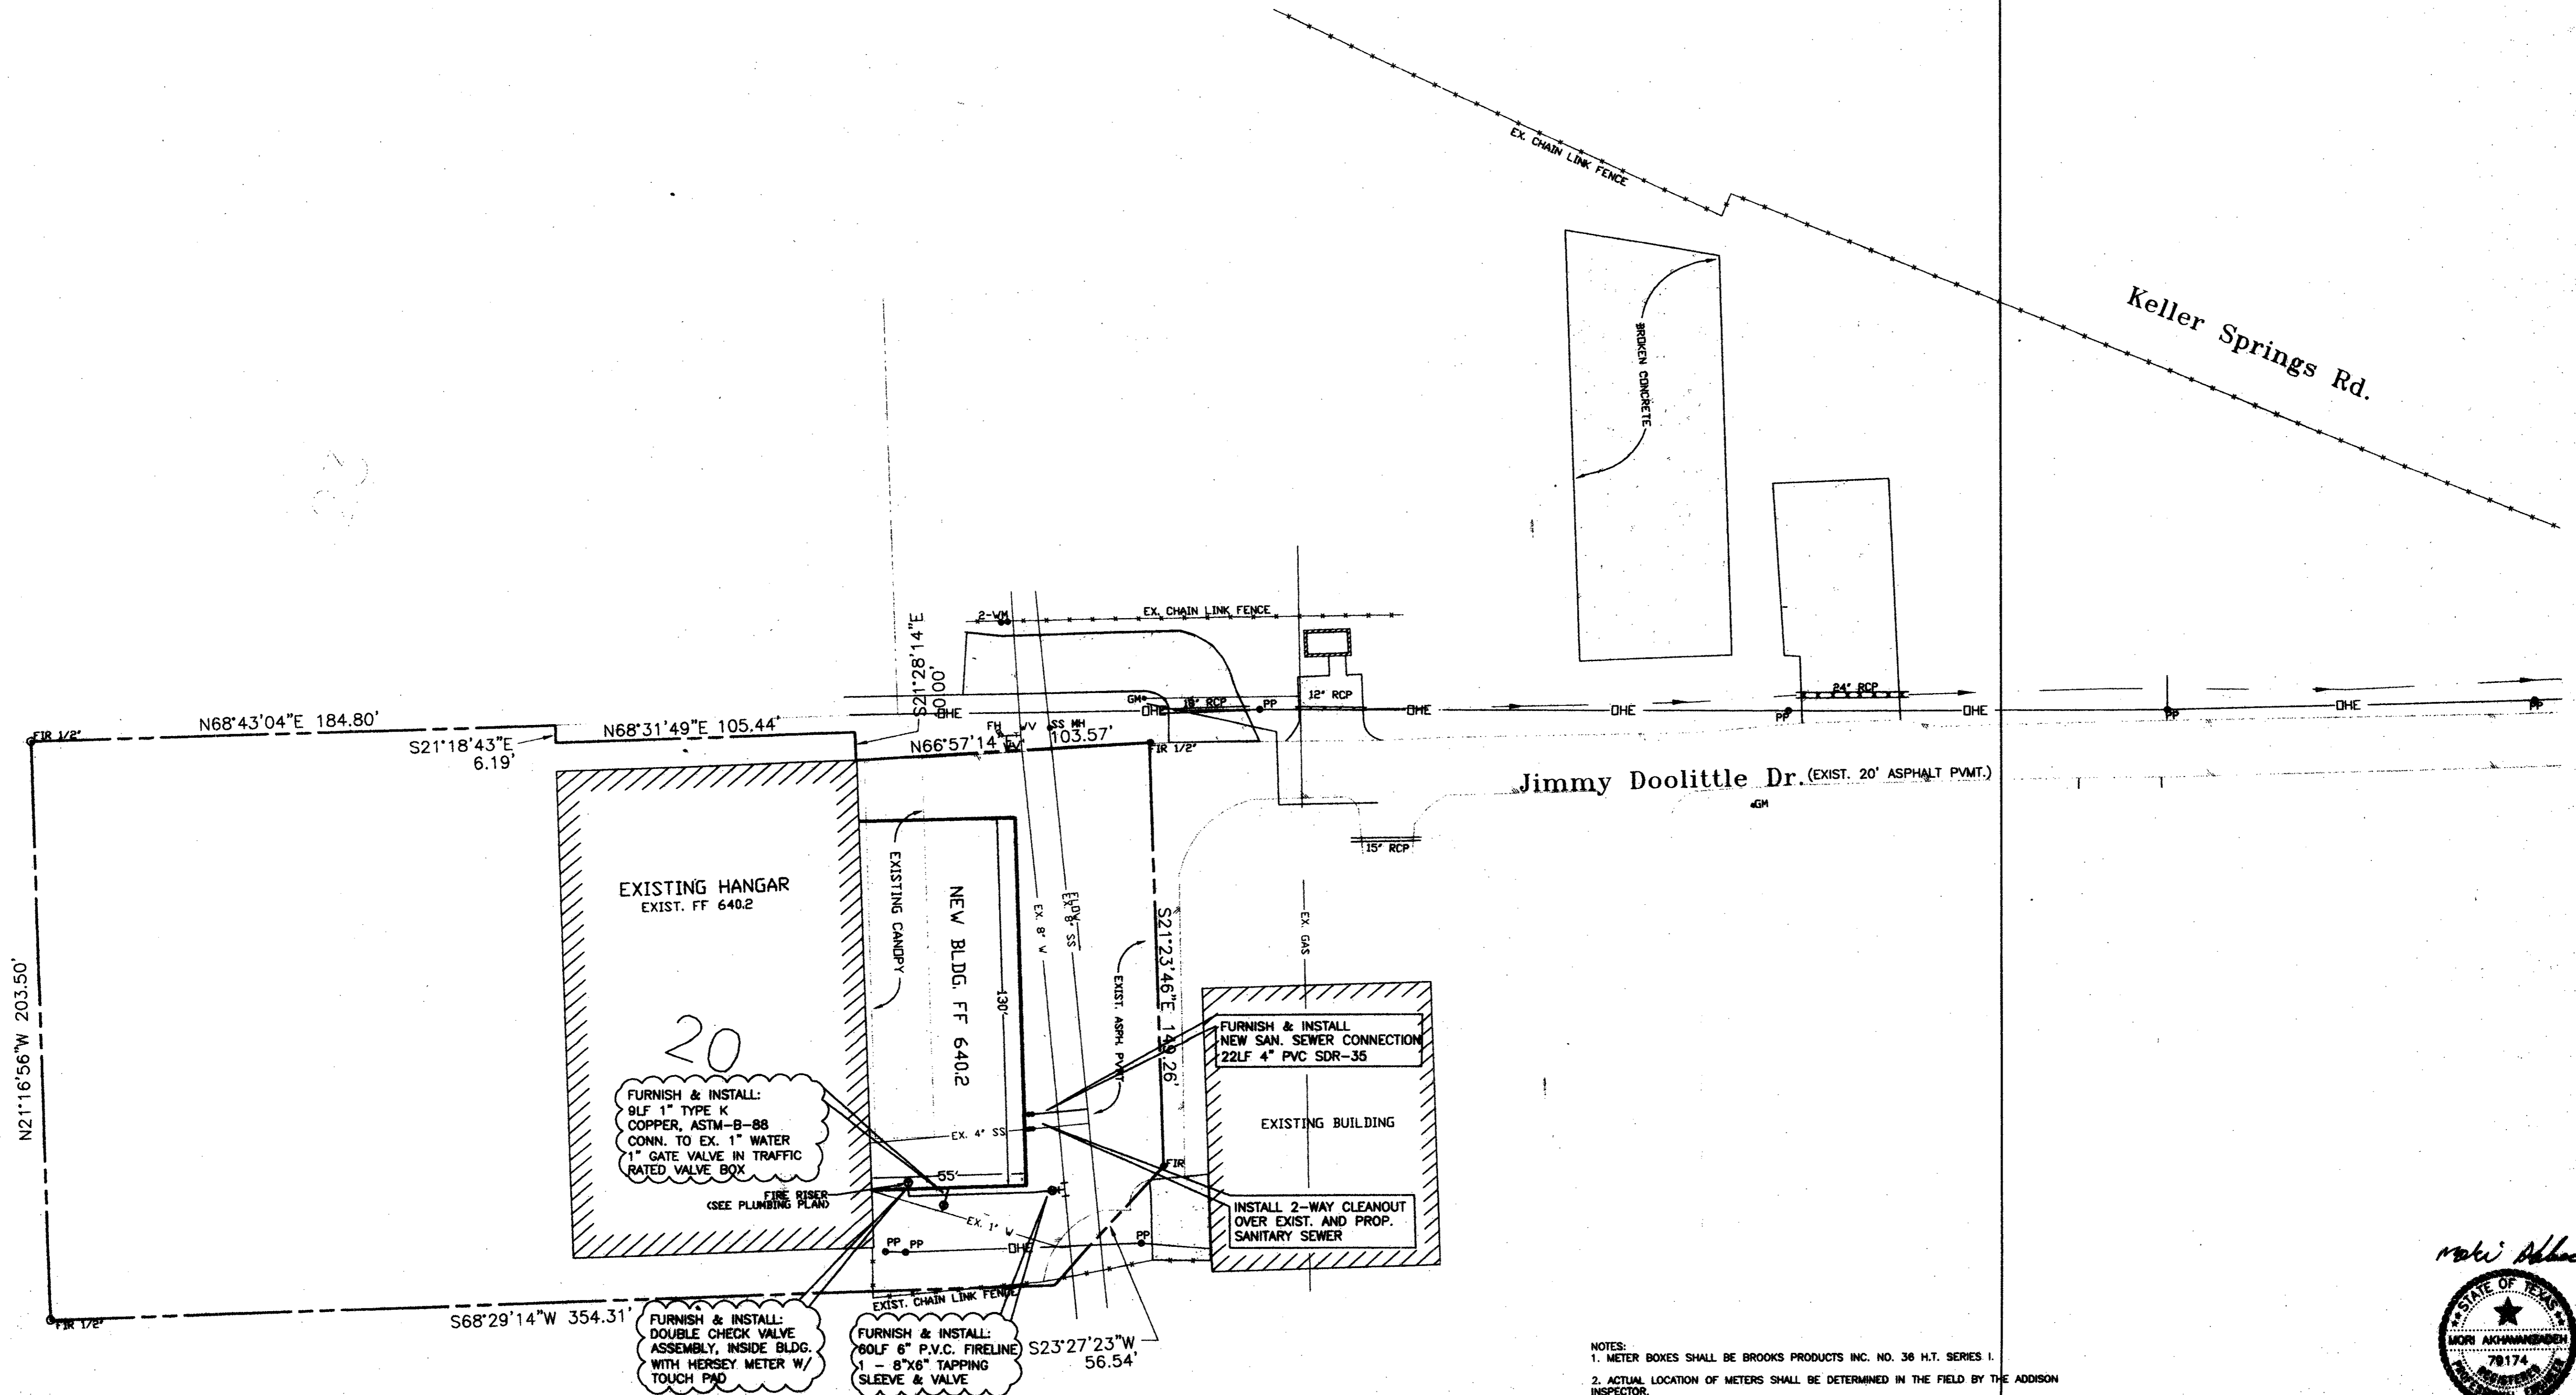 EX. CHAIN LINK FENCE
Keller Springs Rd.
BROKEN CONCRETE
2-WM
EX. CHAIN LINK FENCE
S21°28'14"E
GM
12" RCP
24" RCP
OHE
OHE
PP
OHE
OHE
PP
OHE
PP
OHE
PP
N68°43'04"E 184.80'
FIR 1/2"
S21°18'43"E
6.19'
N68°31'49"E 105.44'
FH
WV
SS MH
N66°57'14"E
103.57'
FIR 1/2"
Jimmy Doolittle Dr. (EXIST. 20' ASPHALT PVMT.)
GM
15" RCP
EXISTING HANGAR
EXIST. FF 640.2
EXISTING CANOPY
NEW BLDG. FF 640.2
130'
EX. 8" W
FLOW
EX. 8" SS
EXIST. ASPH. PVMT
S21°23'46"E 149.26'
EX. GAS
N21°16'56"W 203.50'
20
FURNISH & INSTALL
NEW SAN. SEWER CONNECTION
22LF 4" PVC SDR-35
EXISTING BUILDING
FURNISH & INSTALL:
9LF 1" TYPE K
COPPER, ASTM-B-88
CONN. TO EX. 1" WATER
1" GATE VALVE IN TRAFFIC
RATED VALVE BOX
EX. 4" SS
55'
FIR
FIRE RISER
(SEE PLUMBING PLAN)
EX. 1" W
INSTALL 2-WAY CLEANOUT
OVER EXIST. AND PROP.
SANITARY SEWER
PP
PP
OHE
PP
EXIST. CHAIN LINK FENCE
FIR 1/2"
S68°29'14"W 354.31'
FURNISH & INSTALL:
DOUBLE CHECK VALVE
ASSEMBLY, INSIDE BLDG.
WITH HERSEY METER W/
TOUCH PAD
FURNISH & INSTALL:
60LF 6" P.V.C. FIRELINE
1 - 8"X6" TAPPING
SLEEVE & VALVE
S23°27'23"W
56.54'
NOTES:
1. METER BOXES SHALL BE BROOKS PRODUCTS INC. NO. 36 H.T. SERIES I.
2. ACTUAL LOCATION OF METERS SHALL BE DETERMINED IN THE FIELD BY THE ADDISON
INSPECTOR.
STATE OF TEXAS
MORI AKHAVANZADEH
79174
REGISTERED